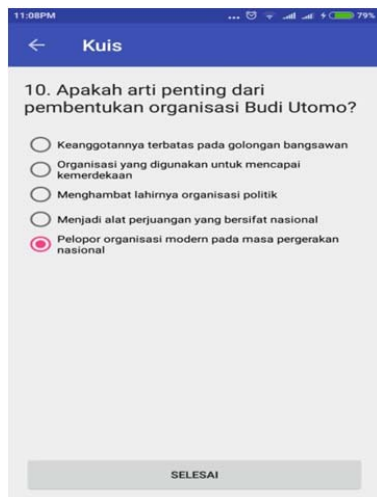 11:08PM ... 79%
Kuis
10. Apakah arti penting dari
pembentukan organisasi Budi Utomo?
Keanggotannya terbatas pada golongan bangsawan
Organisasi yang digunakan untuk mencapai
kemerdekaan
Menghambat lahirnya organisasi politik
Menjadi alat perjuangan yang bersifat nasional
Pelopor organisasi modern pada masa pergerakan
nasional
SELESAI